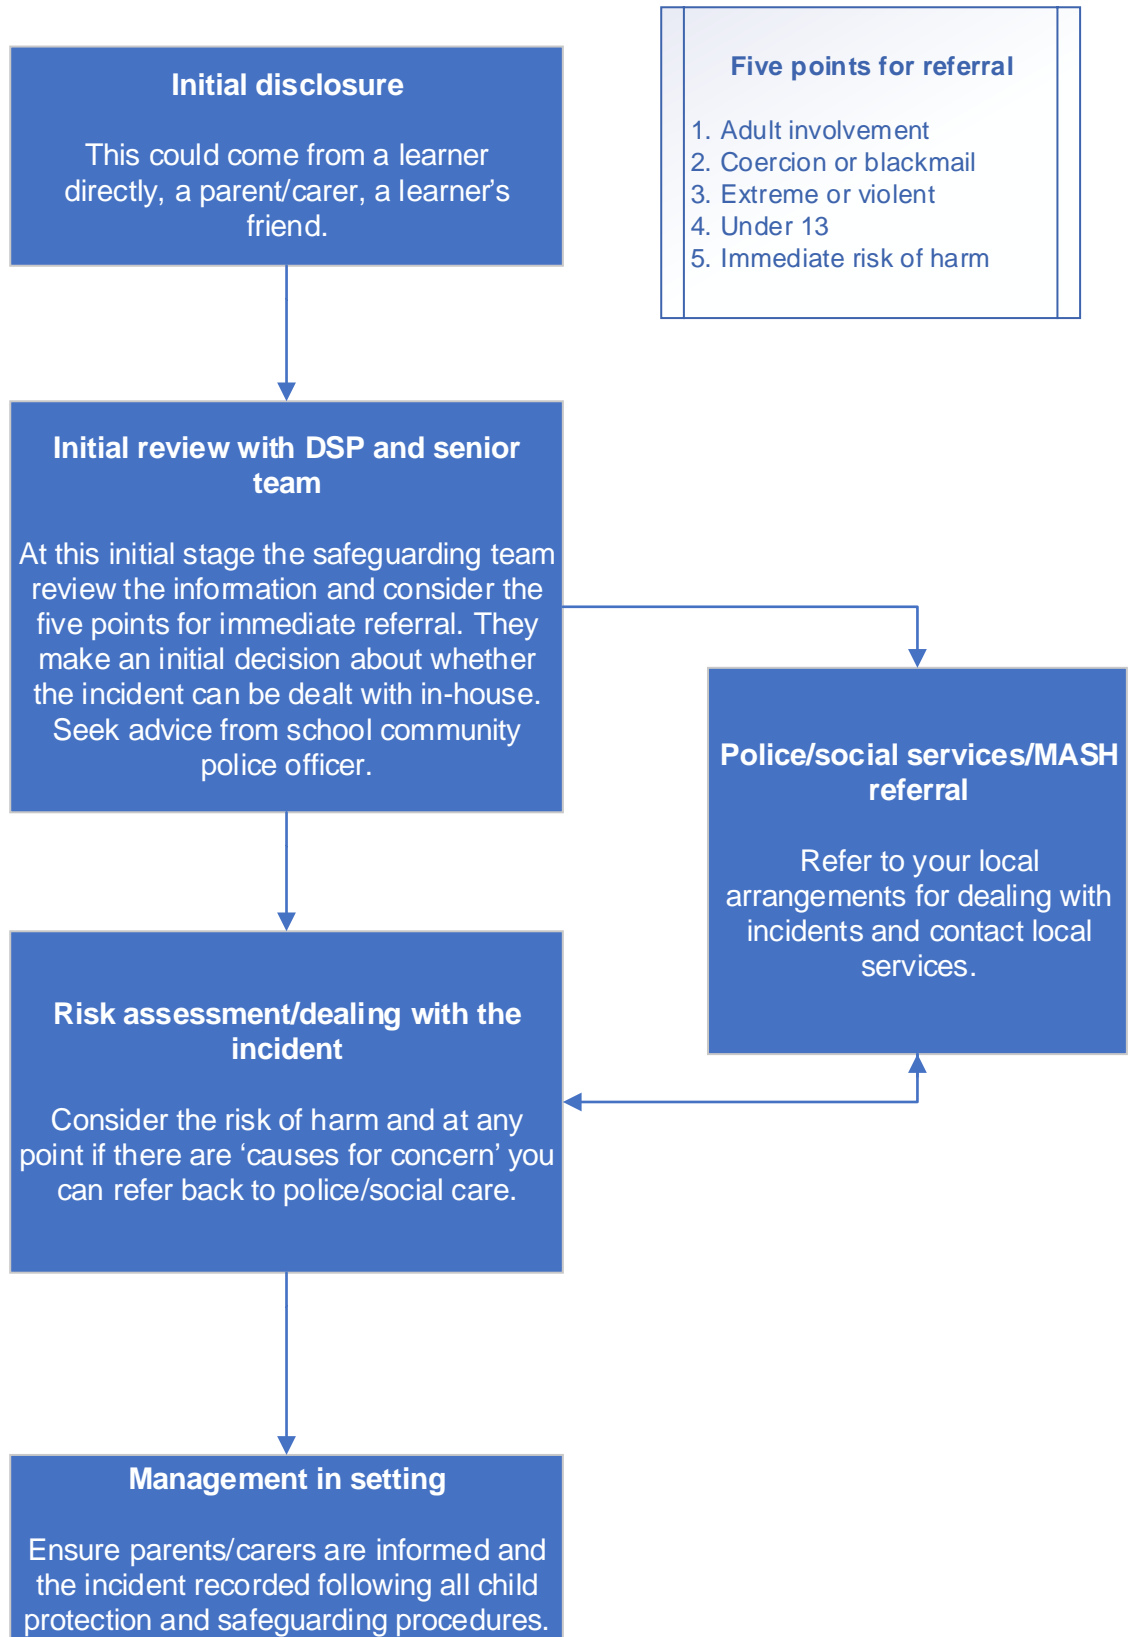 Initial disclosure
This could come from a learner
directly, a parent/carer, a learner's
friend.
Five points for referral
1. Adult involvement
2. Coercion or blackmail
3. Extreme or violent
4. Under 13
5. Immediate risk of harm
Initial review with DSP and senior
team
At this initial stage the safeguarding team
review the information and consider the
five points for immediate referral. They
make an initial decision about whether
the incident can be dealt with in-house.
Seek advice from school community
police officer.
Police/social services/MASH
referral
Refer to your local
arrangements for dealing with
incidents and contact local
services.
Risk assessment/dealing with the
incident
Consider the risk of harm and at any
point if there are ‘causes for concern’ you
can refer back to police/social care.
Management in setting
Ensure parents/carers are informed and
the incident recorded following all child
protection and safeguarding procedures.